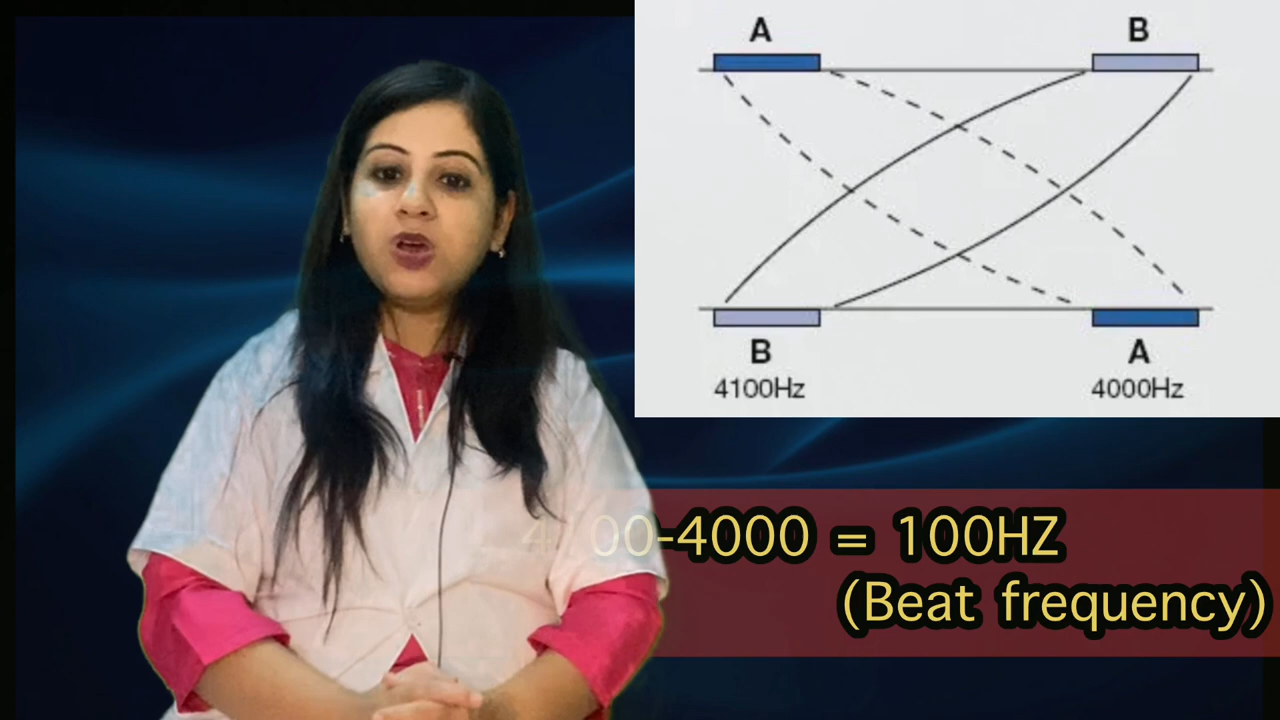 A B
B A
4100Hz 4000Hz
00-4000 = 100HZ
(Beat frequency)